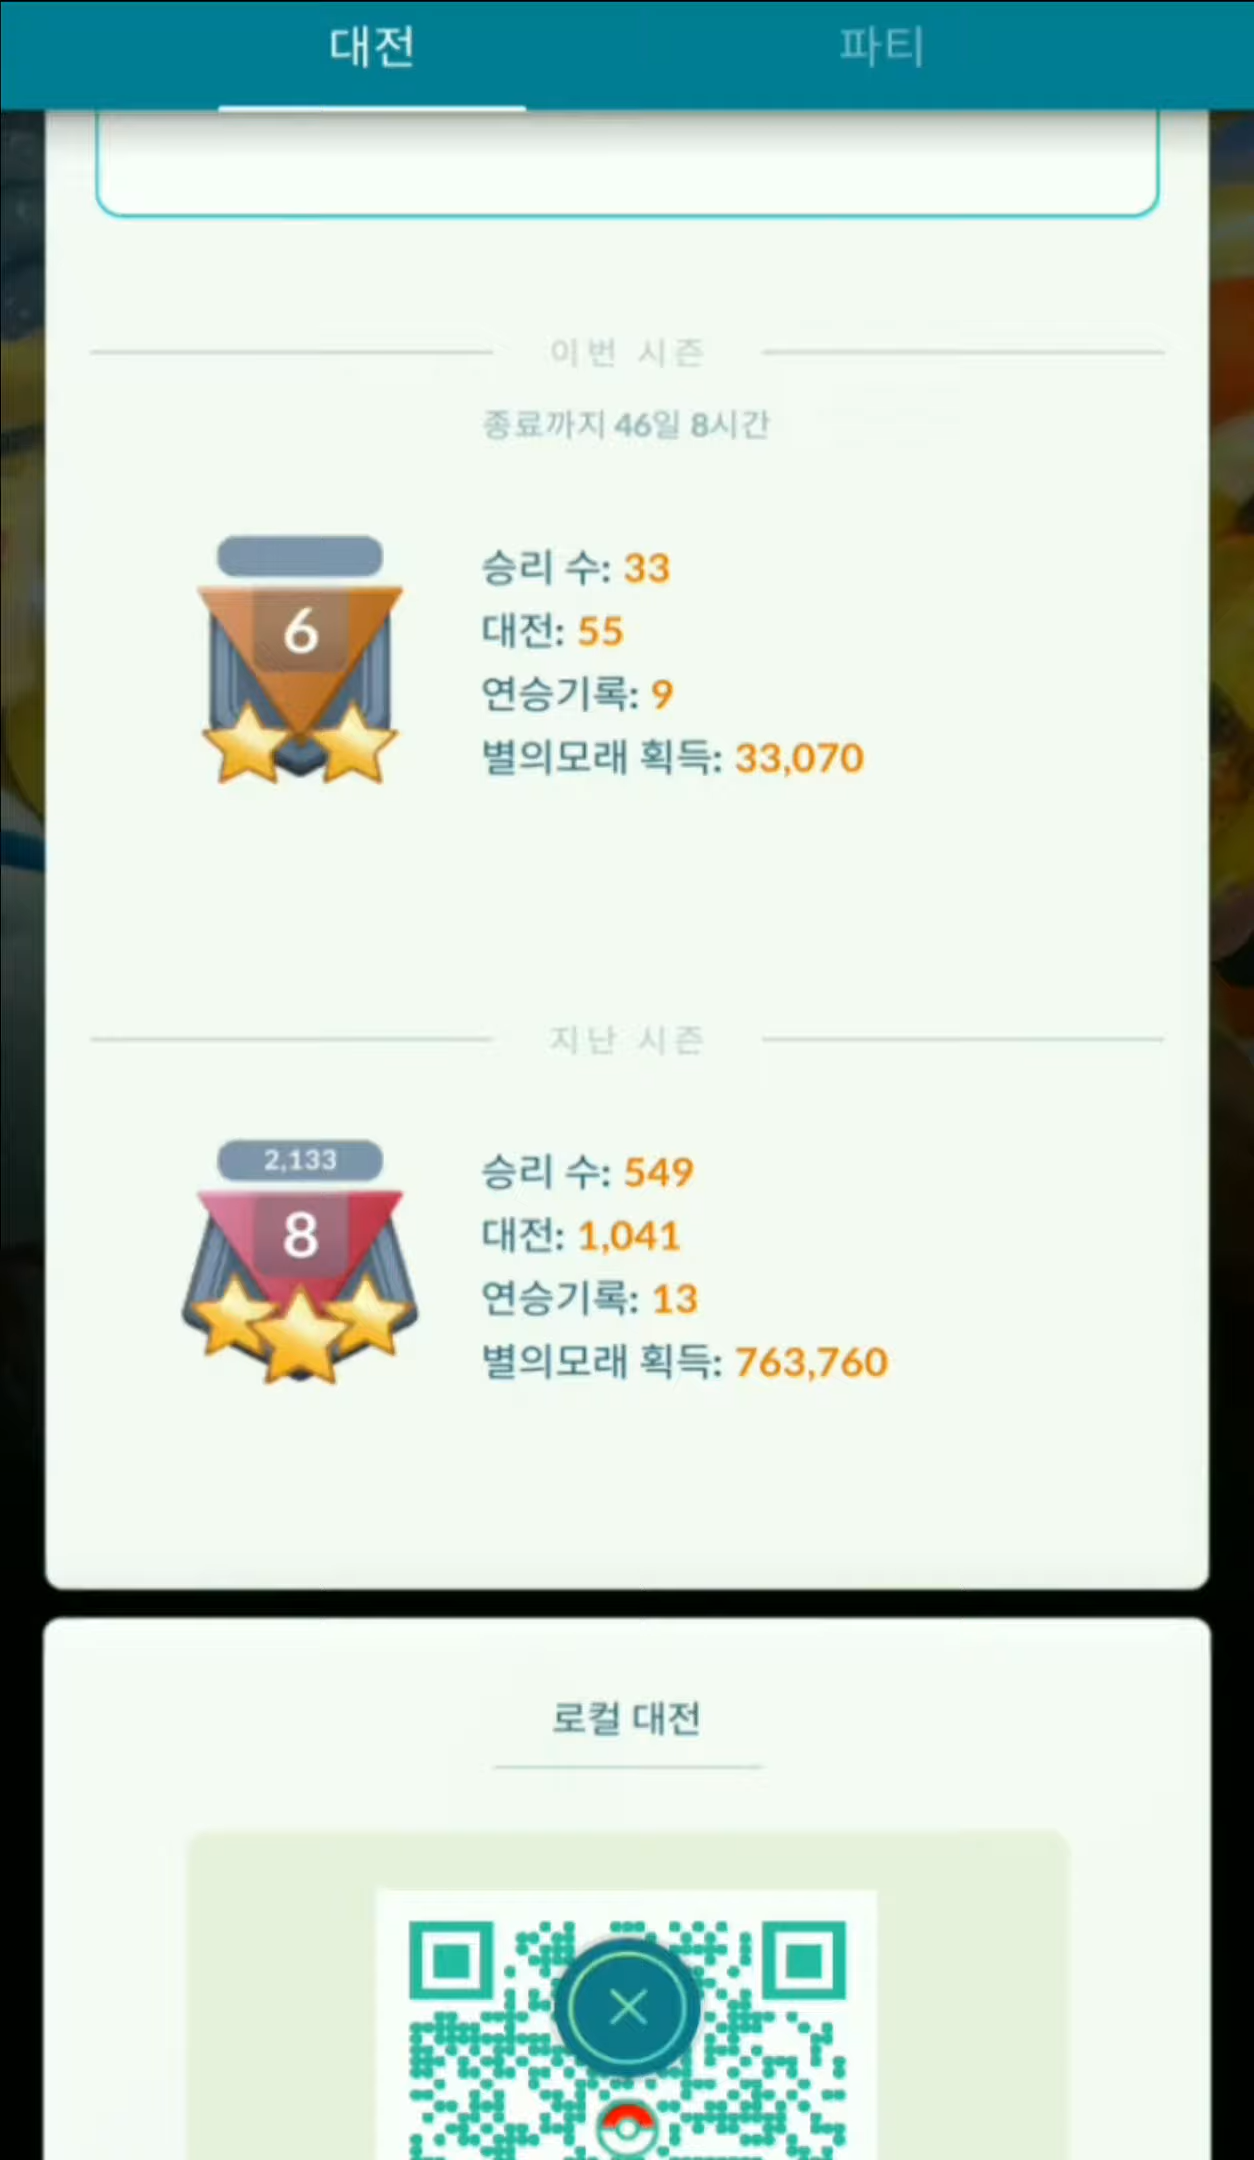 대전
파티
이번 시즌
종료까지 46일 8시간
6
승리 수: 33
대전: 55
연승기록: 9
별의모래 획득: 33,070
지난 시즌
2,133
8
승리 수: 549
대전: 1,041
연승기록: 13
별의모래 획득: 763,760
로컬 대전